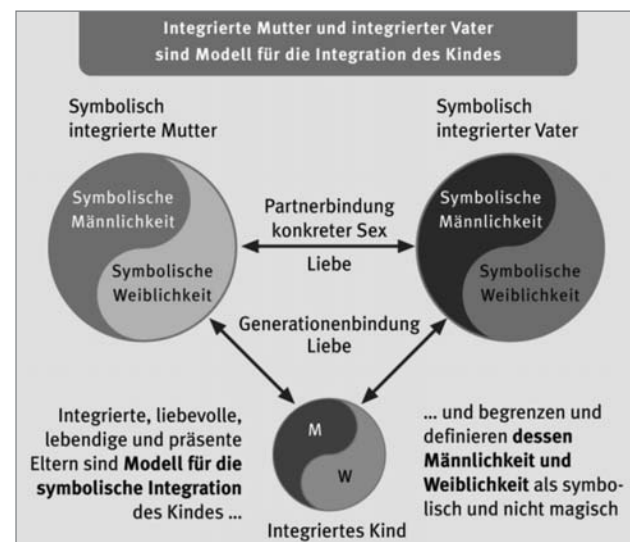 Integrierte Mutter und integrierter Vater
sind Modell für die Integration des Kindes
Symbolisch
integrierte Mutter
Symbolisch
integrierter Vater
Symbolische
Männlichkeit
Symbolische
Weiblichkeit
Partnerbindung
konkreter Sex
Liebe
Symbolische
Männlichkeit
Symbolische
Weiblichkeit
Generationenbindung
Liebe
Integrierte, liebevolle,
lebendige und präsente
Eltern sind Modell für die
symbolische Integration
des Kindes ...
M
W
Integriertes Kind
... und begrenzen und
definieren dessen
Männlichkeit und
Weiblichkeit als symbo-
lisch und nicht magisch